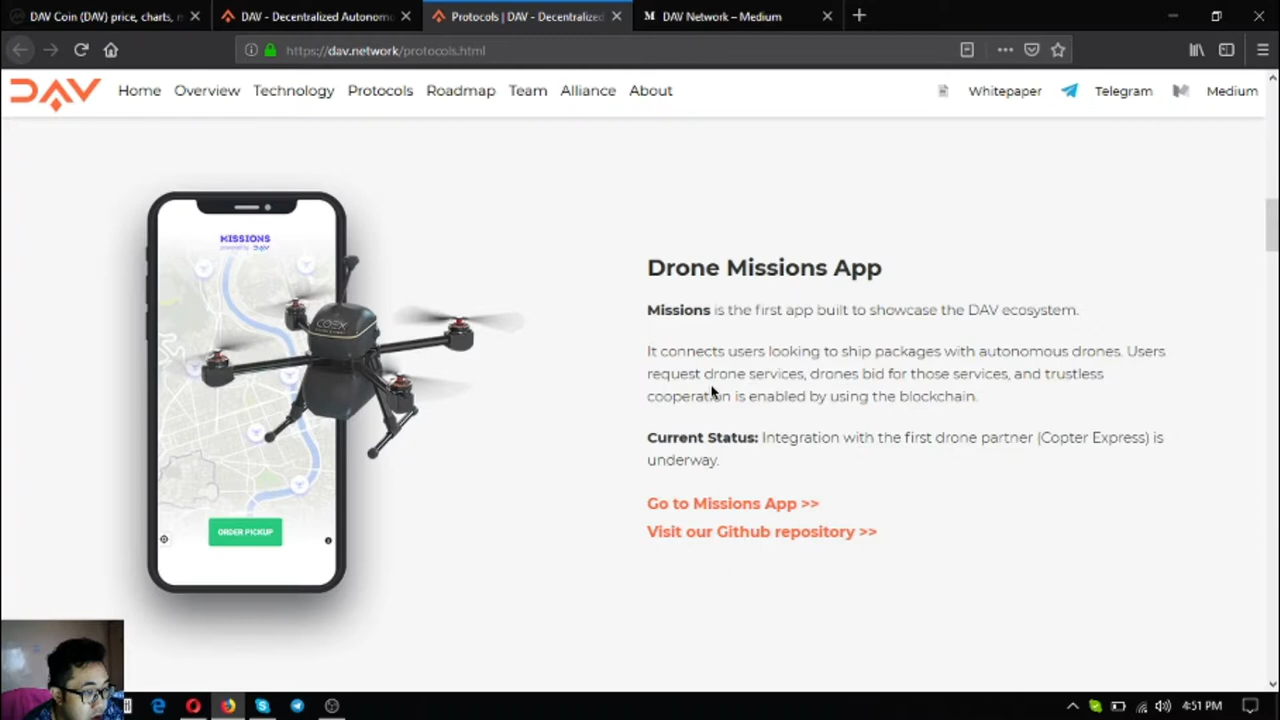 DAV Coin (DAV) price, charts, m
DAV - Decentralized Autonomo
Protocols | DAV - Decentralized
M DAV Network – Medium
https://dav.network/protocols.html
DAV Home Overview Technology Protocols Roadmap Team Alliance About Whitepaper Telegram Medium
MISSIONS
powered by DAV
COEX
ORDER PICKUP
Drone Missions App
Missions is the first app built to showcase the DAV ecosystem.
It connects users looking to ship packages with autonomous drones. Users
request drone services, drones bid for those services, and trustless
cooperation is enabled by using the blockchain.
Current Status: Integration with the first drone partner (Copter Express) is
underway.
Go to Missions App >>
Visit our Github repository >>
4:51 PM